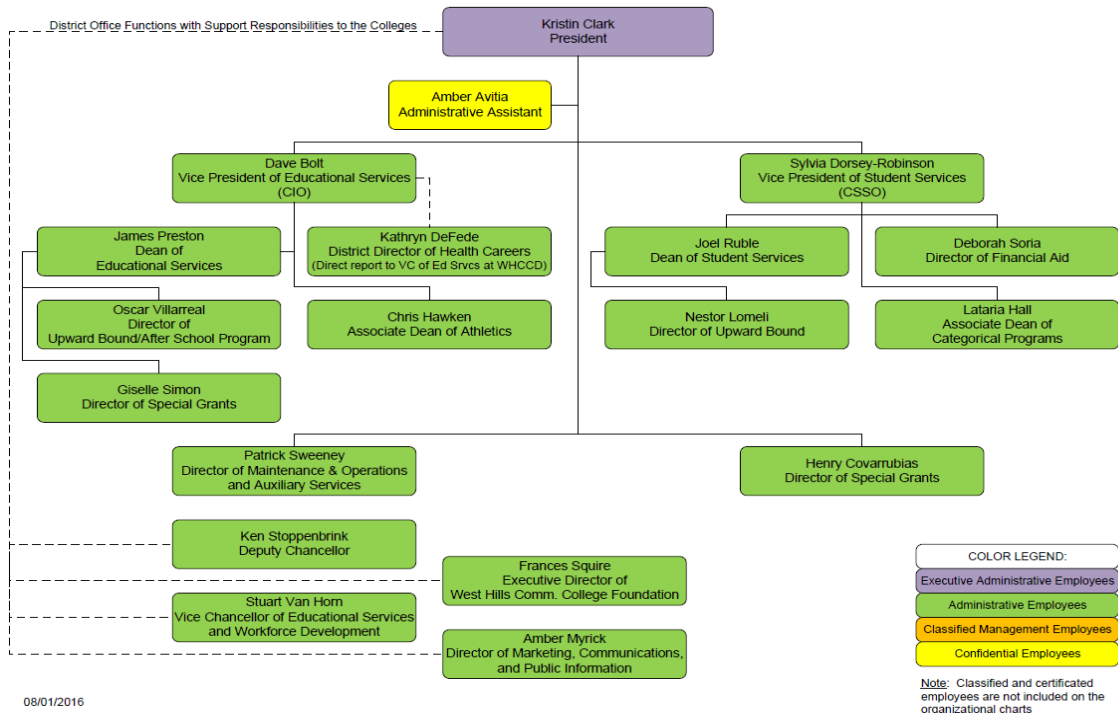 District Office Functions with Support Responsibilities to the Colleges
Kristin Clark
President
Amber Avitia
Administrative Assistant
Dave Bolt
Vice President of Educational Services
(CIO)
Sylvia Dorsey-Robinson
Vice President of Student Services
(CSSO)
James Preston
Dean of
Educational Services
Kathryn DeFede
District Director of Health Careers
(Direct report to VC of Ed Srvcs at WHCCD)
Joel Ruble
Dean of Student Services
Deborah Soria
Director of Financial Aid
Oscar Villarreal
Director of
Upward Bound/After School Program
Chris Hawken
Associate Dean of Athletics
Nestor Lomeli
Director of Upward Bound
Lataria Hall
Associate Dean of
Categorical Programs
Giselle Simon
Director of Special Grants
Patrick Sweeney
Director of Maintenance & Operations
and Auxiliary Services
Henry Covarrubias
Director of Special Grants
Ken Stoppenbrink
Deputy Chancellor
Frances Squire
Executive Director of
West Hills Comm. College Foundation
Stuart Van Horn
Vice Chancellor of Educational Services
and Workforce Development
Amber Myrick
Director of Marketing, Communications,
and Public Information
COLOR LEGEND:
Executive Administrative Employees
Administrative Employees
Classified Management Employees
Confidential Employees
Note: Classified and certificated
employees are not included on the
organizational charts
08/01/2016